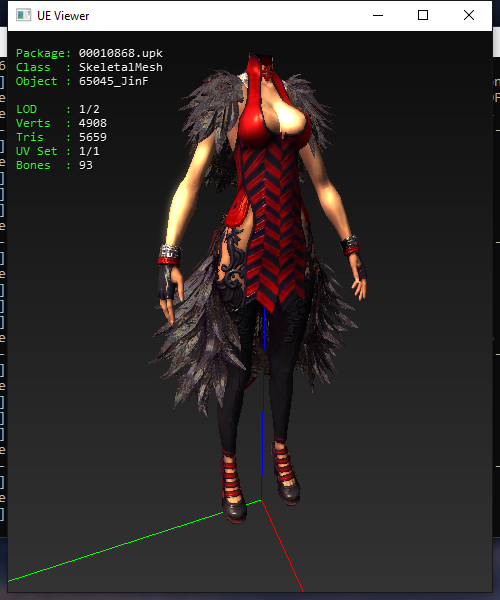 UE Viewer
Package: 00010868.upk
Class  : SkeletalMesh
Object : 65045_JinF
LOD    : 1/2
Verts  : 4908
Tris   : 5659
UV Set : 1/1
Bones  : 93